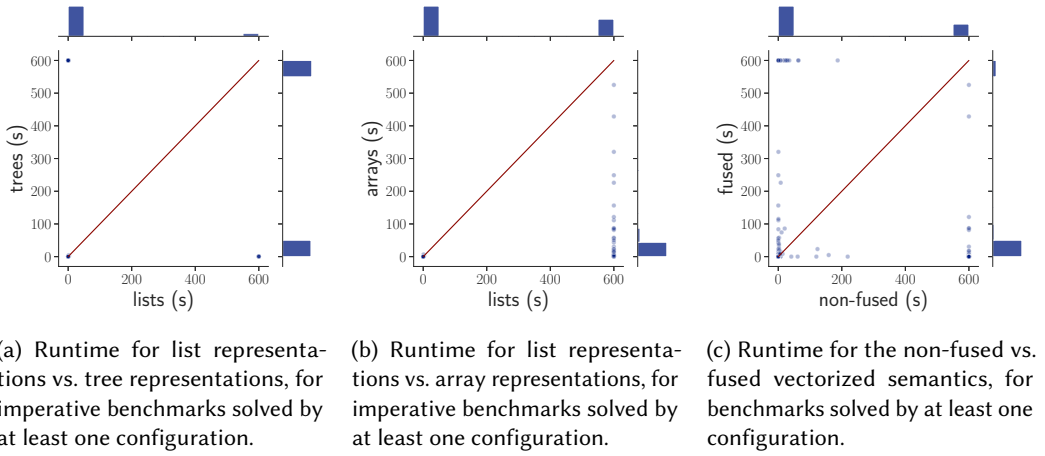 600
500
400
300
200
100
0
trees (s)
0 200 400 600
lists (s)
600
500
400
300
200
100
0
arrays (s)
0 200 400 600
lists (s)
600
500
400
300
200
100
0
fused (s)
0 200 400 600
non-fused (s)
a) Runtime for list representa-
tions vs. tree representations, for
imperative benchmarks solved by
at least one configuration.
(b) Runtime for list representa-
tions vs. array representations, for
imperative benchmarks solved by
at least one configuration.
(c) Runtime for the non-fused vs.
fused vectorized semantics, for
benchmarks solved by at least one
configuration.